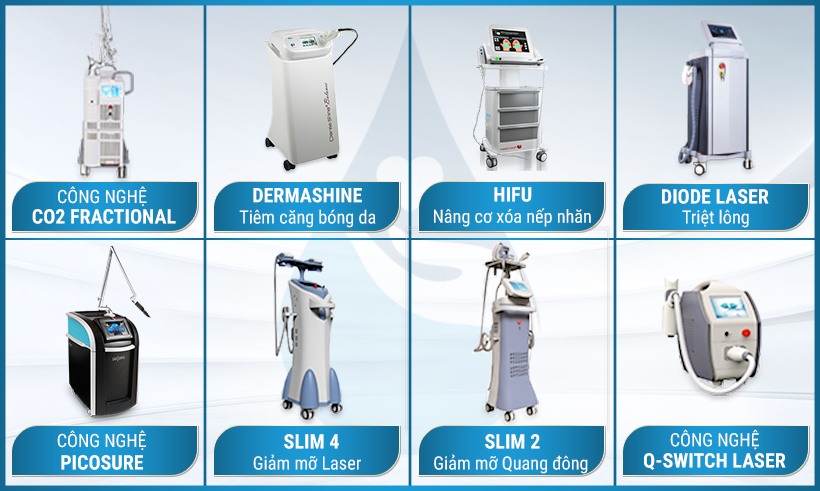 CÔNG NGHỆ
CO2 FRACTIONAL
DERMASHINE
Tiêm căng bóng da
HIFU
Nâng cơ xóa nếp nhăn
DIODE LASER
Triệt lông
CÔNG NGHỆ
PICOSURE
SLIM 4
Giảm mỡ Laser
SLIM 2
Giảm mỡ Quang đông
CÔNG NGHỆ
Q-SWITCH LASER